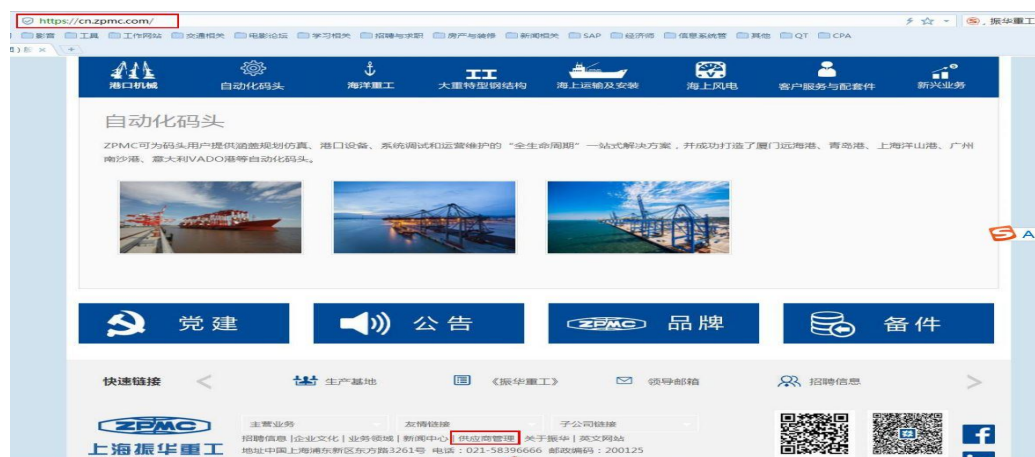 https://cn.zpmc.com/
振华重工
影音 工具 工作网站 交通相关 电影论坛 学习相关 招聘与求职 房产与装修 新闻相关 SAP 经济师 信息系统管 其他 QT CPA
港口机械 自动化码头 海洋重工 大重特型钢结构 海上运输及安装 海上风电 客户服务与配套件 新兴业务
自动化码头
ZPMC可为码头用户提供涵盖规划仿真、港口设备、系统调试和运营维护的“全生命周期”一站式解决方案，并成功打造了厦门远海港、青岛港、上海洋山港、广州
南沙港、意大利VADO港等自动化码头。
党建 公告 ZPMC 品牌 备件
快速链接 < 生产基地 《振华重工》 领导邮箱 招聘信息 >
ZPMC
主营业务 友情链接 子公司链接
招聘信息|企业文化|业务领域|新闻中心|供应商管理|关于振华|英文网站
上海振华重工
地址中国上海浦东新区东方路3261号 电话：021-58396666 邮政编码：200125